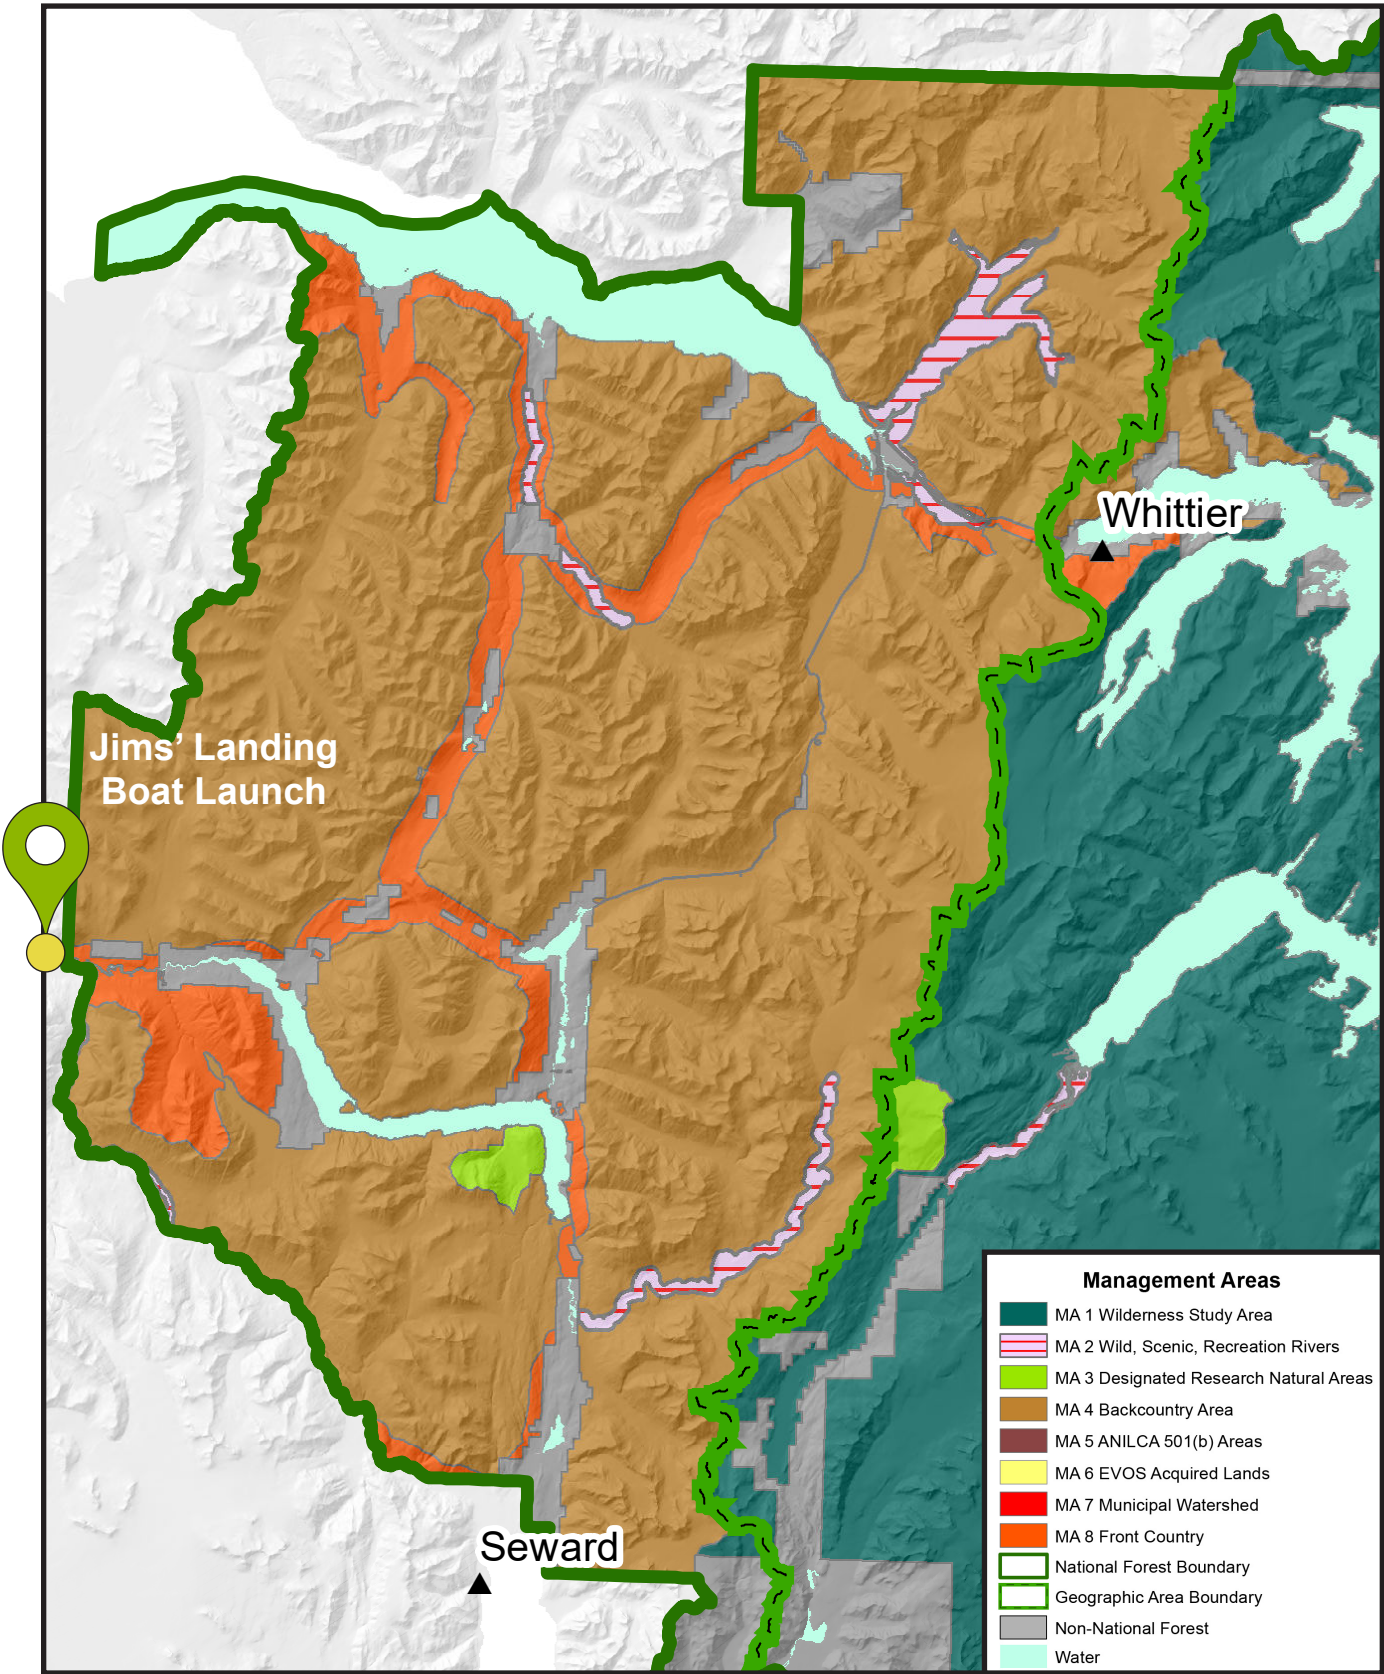 Whittier
Jims’ Landing
Boat Launch
Seward
Management Areas
MA 1 Wilderness Study Area
MA 2 Wild, Scenic, Recreation Rivers
MA 3 Designated Research Natural Areas
MA 4 Backcountry Area
MA 5 ANILCA 501(b) Areas
MA 6 EVOS Acquired Lands
MA 7 Municipal Watershed
MA 8 Front Country
National Forest Boundary
Geographic Area Boundary
Non-National Forest
Water